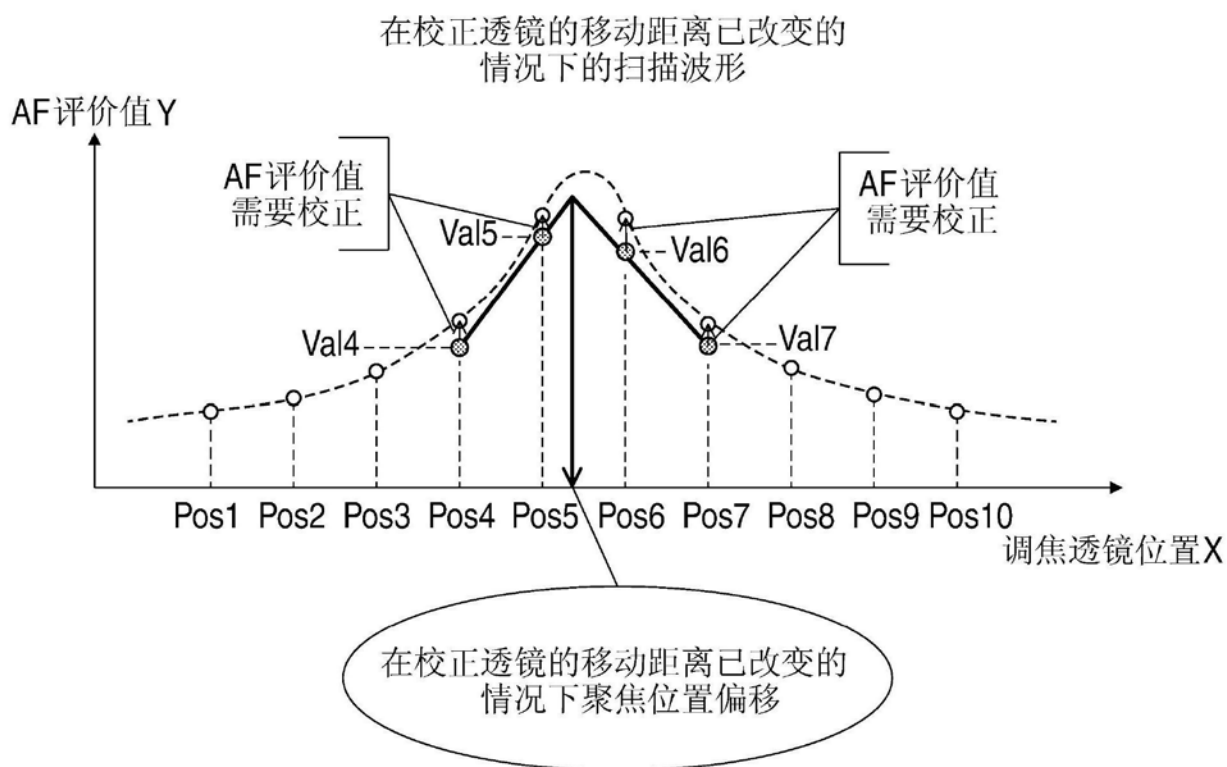 在校正透镜的移动距离已改变的
情况下的扫描波形
AF评价值Y
AF评价值
需要校正
AF评价值
需要校正
Val5
Val6
Val4
Val7
Pos1 Pos2 Pos3 Pos4 Pos5 Pos6 Pos7 Pos8 Pos9 Pos10
调焦透镜位置X
在校正透镜的移动距离已改变的
情况下聚焦位置偏移